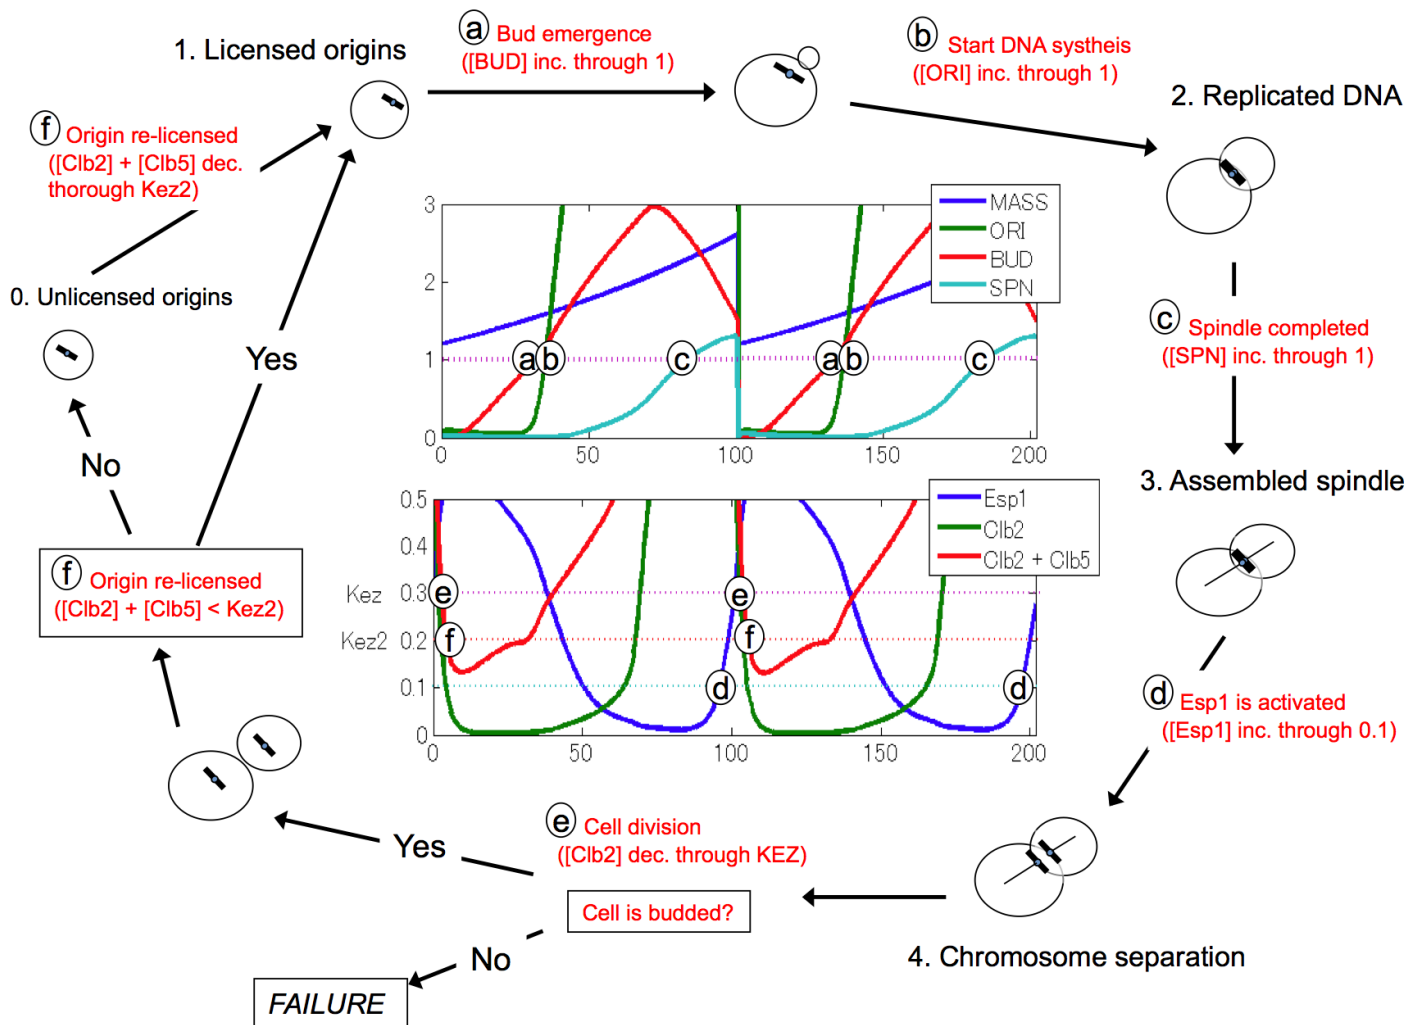 1. Licensed origins
a Bud emergence
([BUD] inc. through 1)
b Start DNA systheis
([ORI] inc. through 1)
2. Replicated DNA
f Origin re-licensed
([Clb2] + [Clb5] dec.
thorough Kez2)
0. Unlicensed origins
Yes
No
f Origin re-licensed
([Clb2] + [Clb5] < Kez2)
3
2
1
0
0 50 100 150 200
MASS
ORI
BUD
SPN
a b c a b c
c Spindle completed
([SPN] inc. through 1)
3. Assembled spindle
0.5
0.4
Kez 0.3
Kez2 0.2
0.1
0
0 50 100 150 200
Esp1
Clb2
Clb2 + Clb5
e e
f f
d d
d Esp1 is activated
([Esp1] inc. through 0.1)
e Cell division
([Clb2] dec. through KEZ)
Yes
Cell is budded?
No
FAILURE
4. Chromosome separation